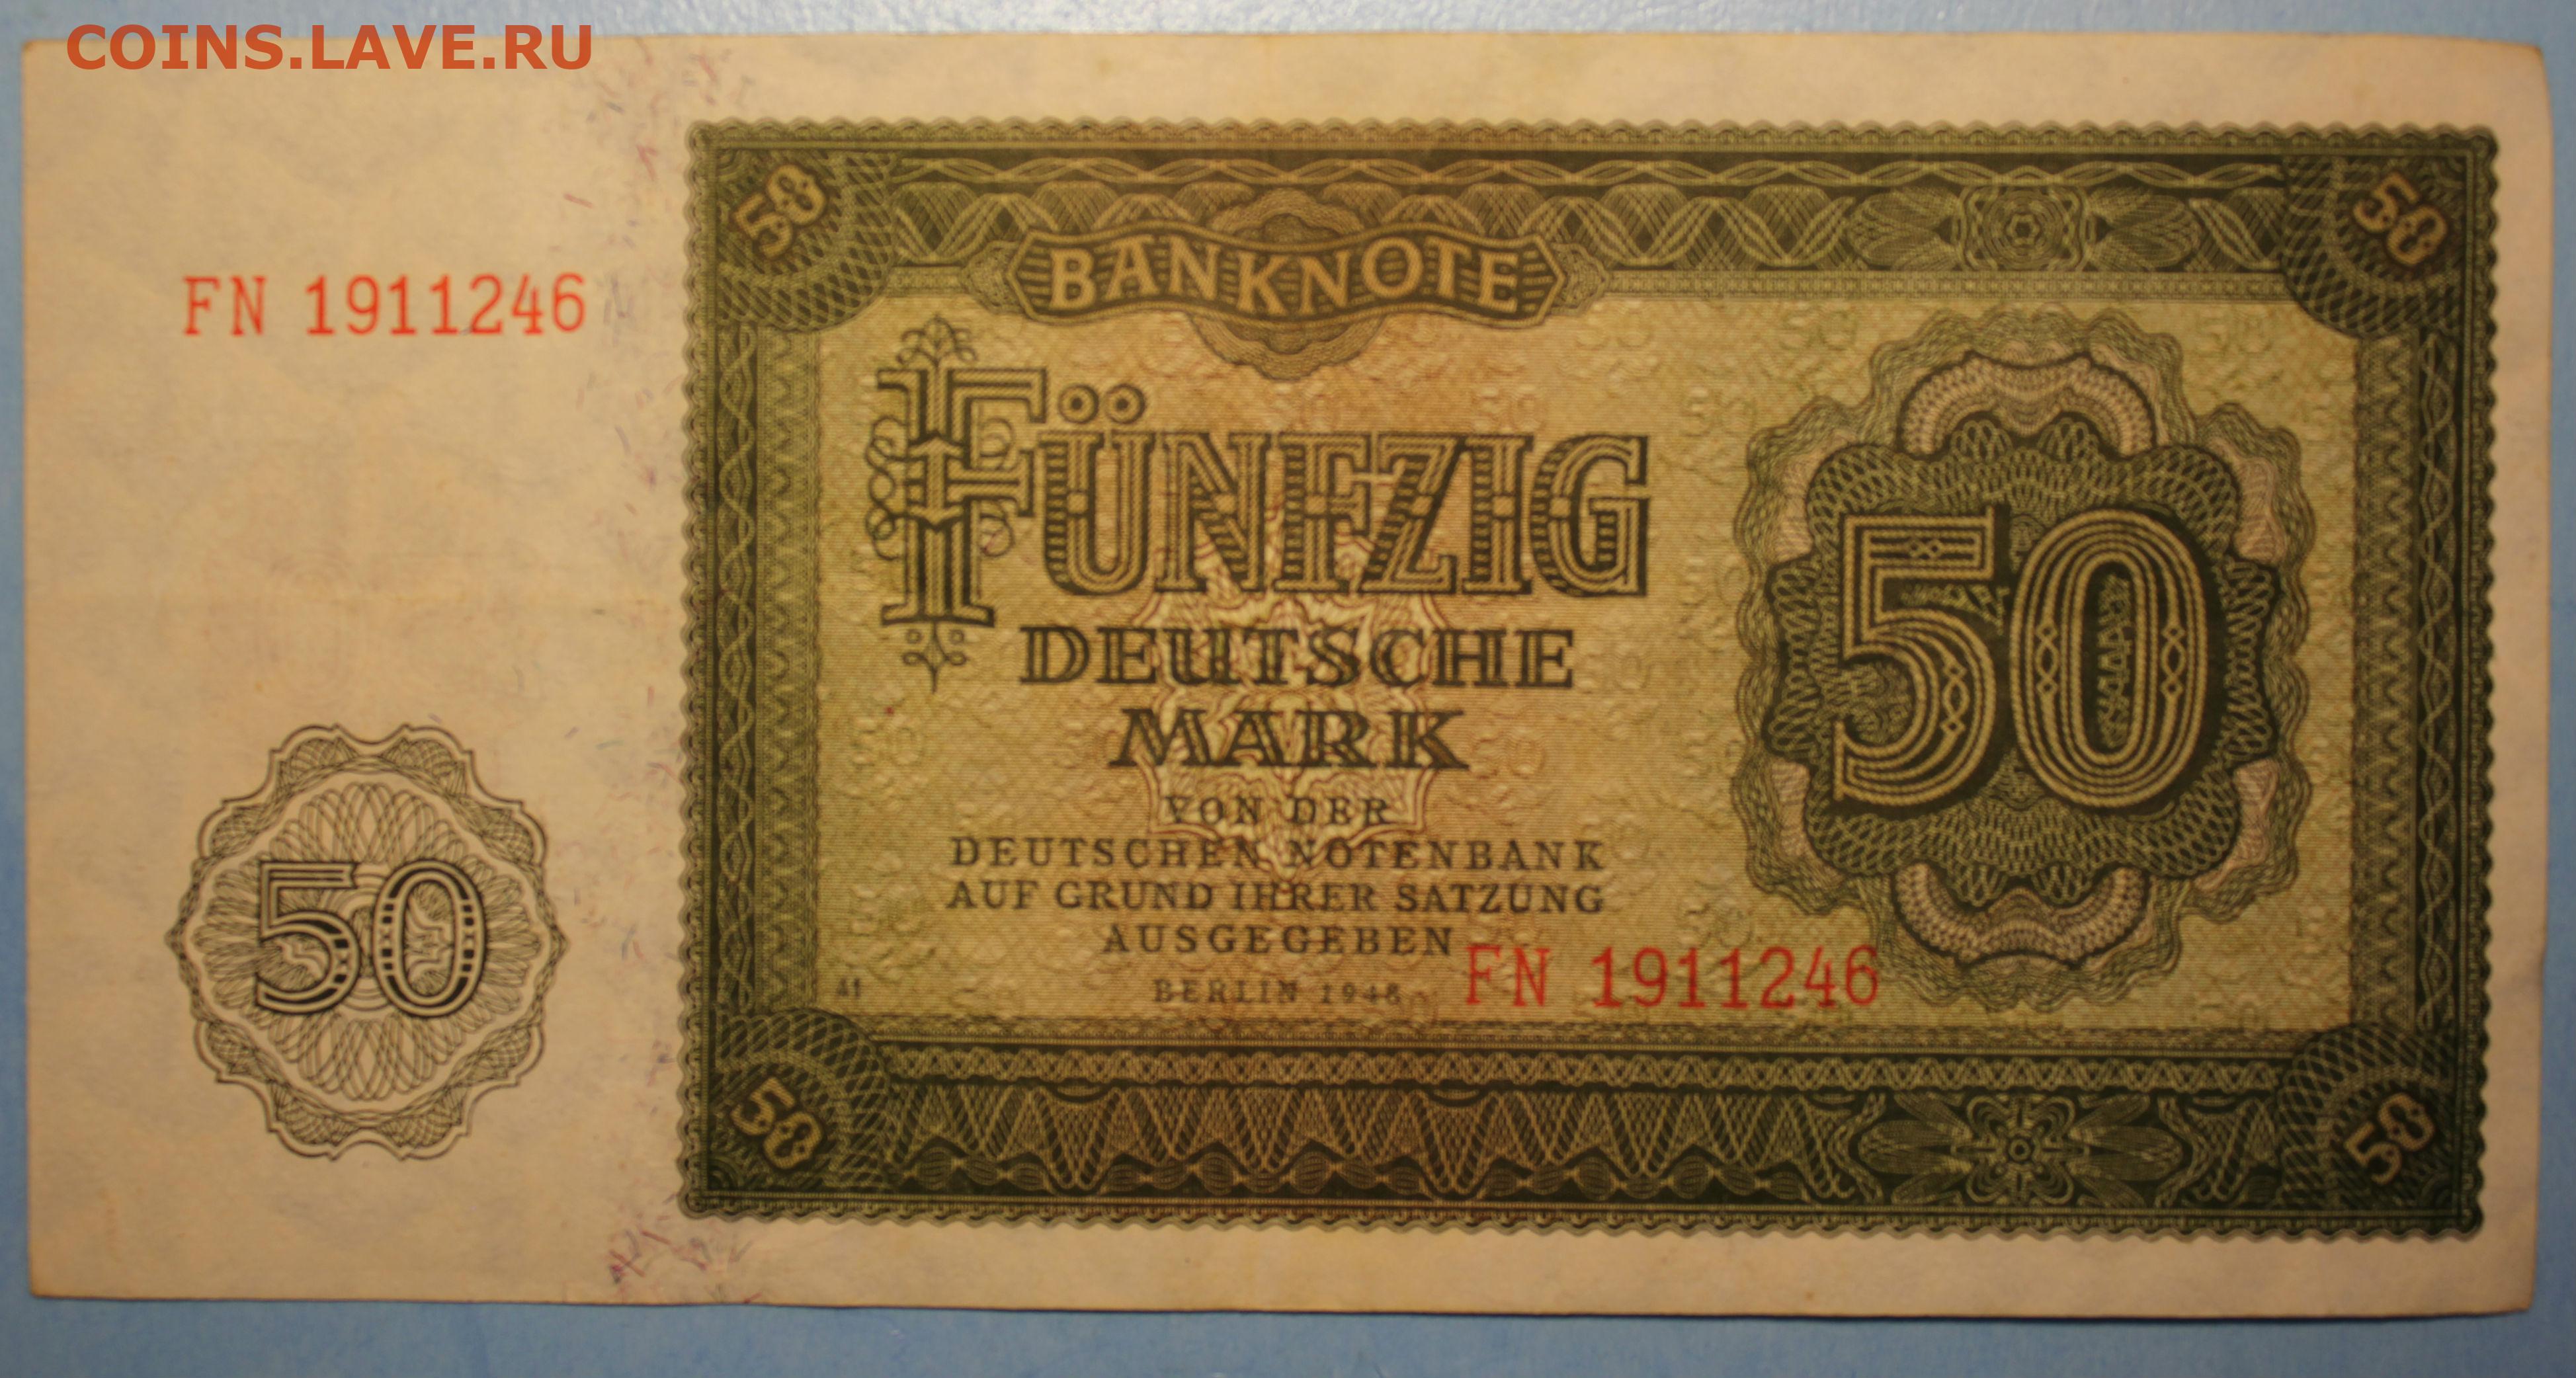 COINS.LAVE.RU
50
50
BANKNOTE
FN 1911246
FÜNFZIG
50
DEUTSCHE
MARK
VON DER
DEUTSCHEN NOTENBANK
AUF GRUND IHRER SATZUNG
AUSGEGEBEN
50
41
BERLIN 1948
FN 1911246
50
50